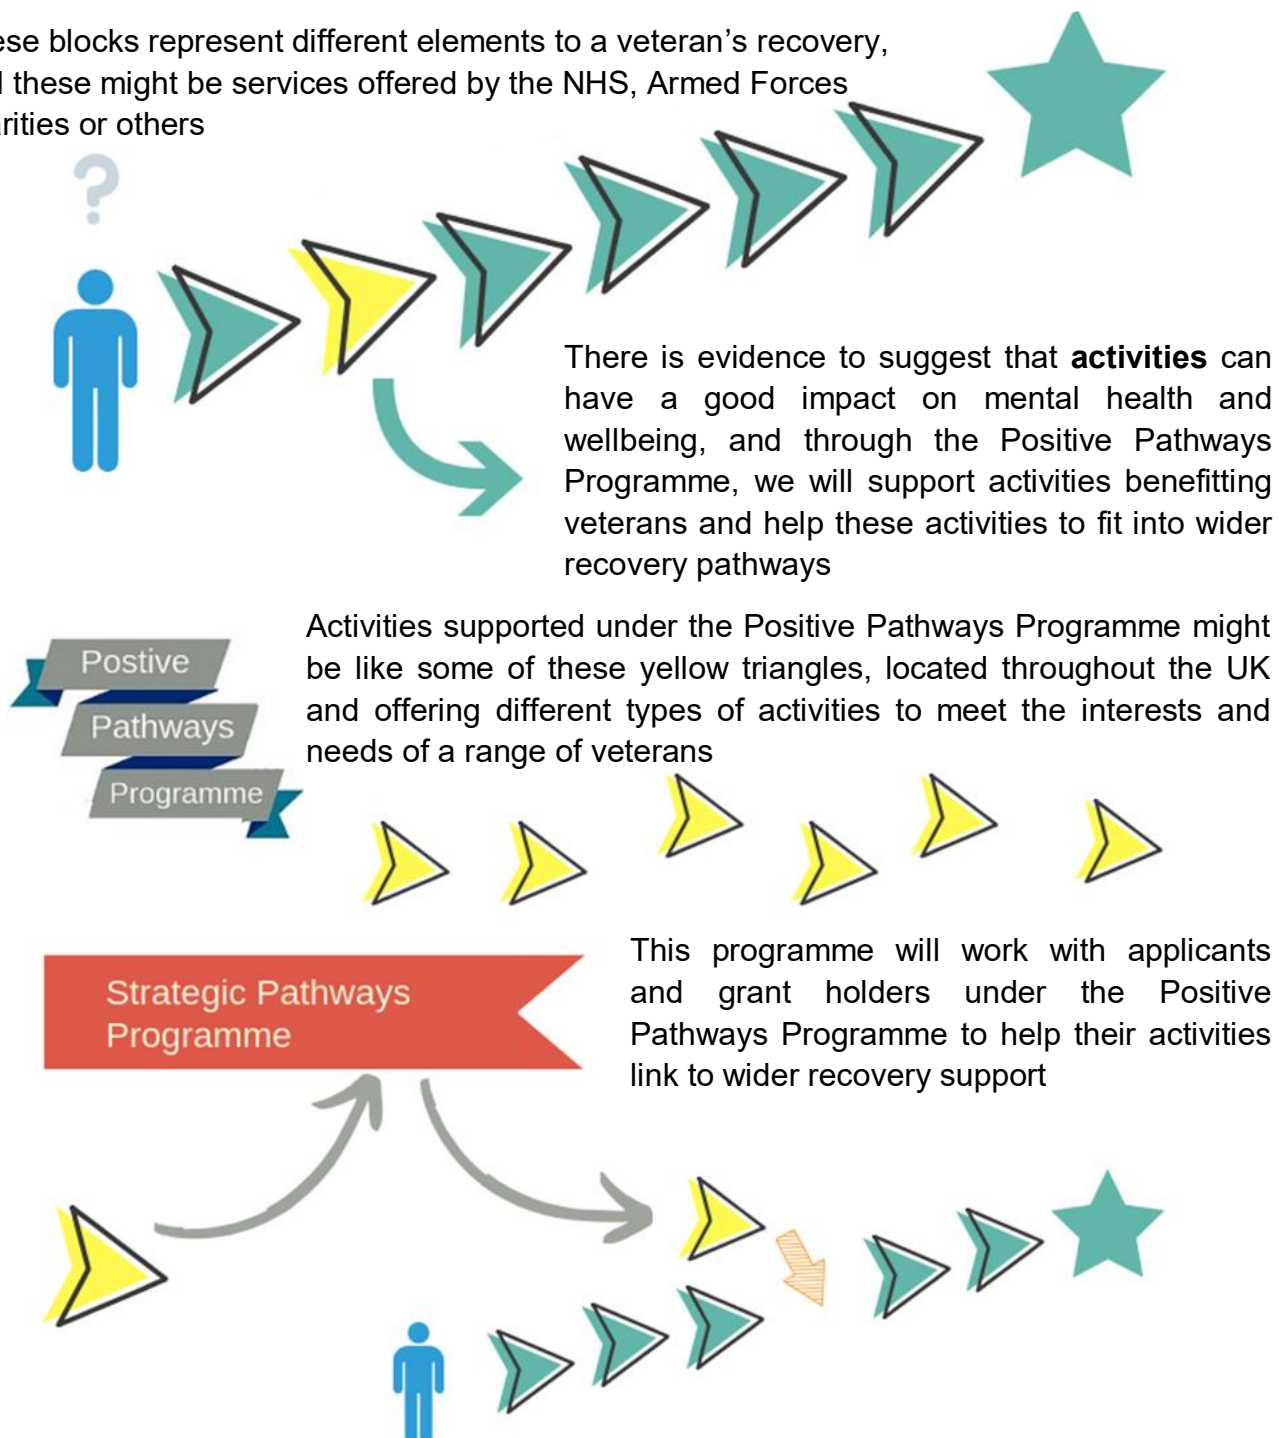 ese blocks represent different elements to a veteran's recovery,
these might be services offered by the NHS, Armed Forces
arities or others
?
There is evidence to suggest that activities can
have a good impact on mental health and
wellbeing, and through the Positive Pathways
Programme, we will support activities benefitting
veterans and help these activities to fit into wider
recovery pathways
Activities supported under the Positive Pathways Programme might
be like some of these yellow triangles, located throughout the UK
and offering different types of activities to meet the interests and
needs of a range of veterans
Postive
Pathways
Programme
This programme will work with applicants
and grant holders under the Positive
Pathways Programme to help their activities
link to wider recovery support
Strategic Pathways
Programme